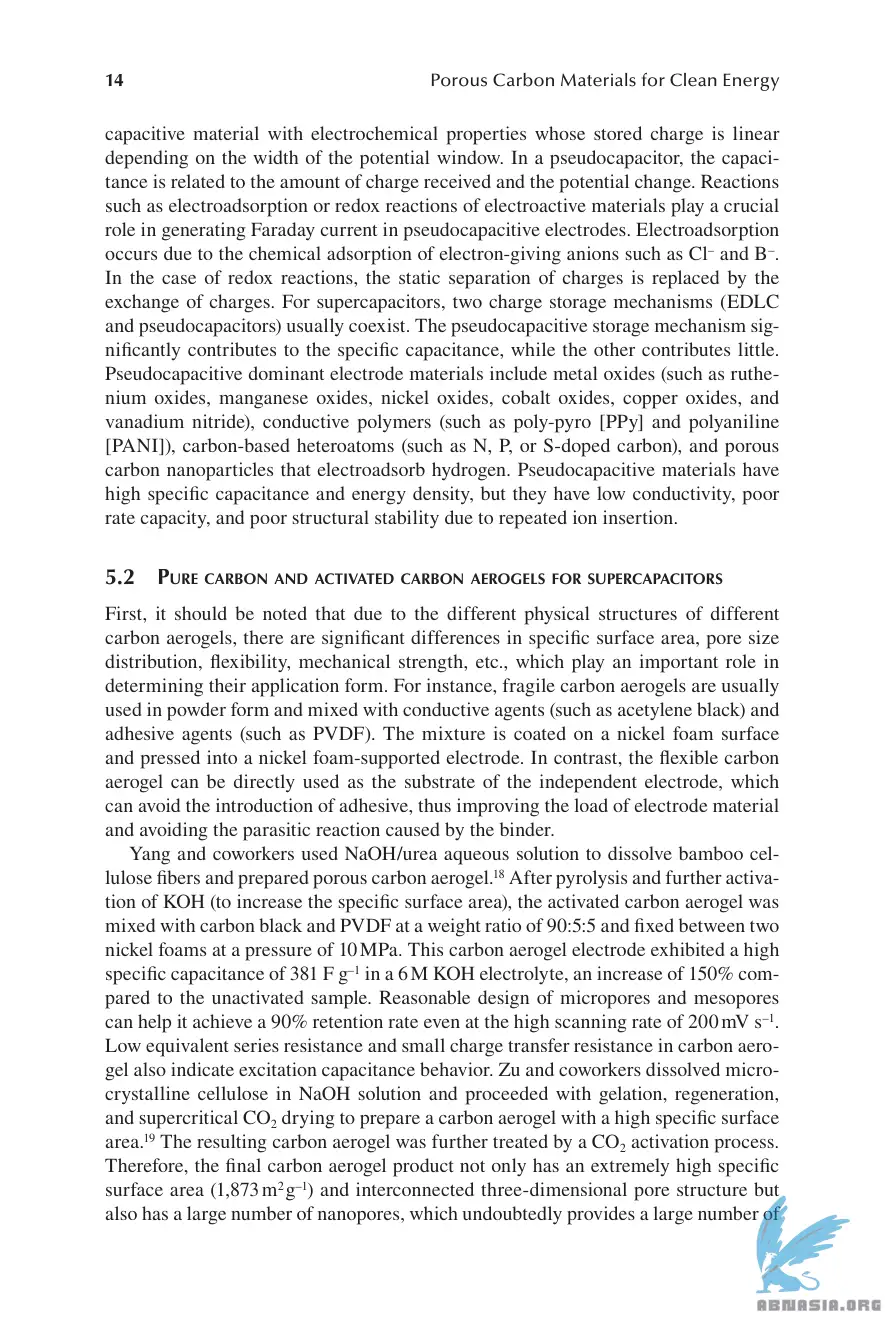 14 Porous Carbon Materials for Clean Energy
capacitive material with electrochemical properties whose stored charge is linear
depending on the width of the potential window. In a pseudocapacitor, the capaci-
tance is related to the amount of charge received and the potential change. Reactions
such as electroadsorption or redox reactions of electroactive materials play a crucial
role in generating Faraday current in pseudocapacitive electrodes. Electroadsorption
occurs due to the chemical adsorption of electron-giving anions such as Cl⁻ and B⁻.
In the case of redox reactions, the static separation of charges is replaced by the
exchange of charges. For supercapacitors, two charge storage mechanisms (EDLC
and pseudocapacitors) usually coexist. The pseudocapacitive storage mechanism sig-
nificantly contributes to the specific capacitance, while the other contributes little.
Pseudocapacitive dominant electrode materials include metal oxides (such as ruthe-
nium oxides, manganese oxides, nickel oxides, cobalt oxides, copper oxides, and
vanadium nitride), conductive polymers (such as poly-pyro [PPy] and polyaniline
[PANI]), carbon-based heteroatoms (such as N, P, or S-doped carbon), and porous
carbon nanoparticles that electroadsorb hydrogen. Pseudocapacitive materials have
high specific capacitance and energy density, but they have low conductivity, poor
rate capacity, and poor structural stability due to repeated ion insertion.
5.2 Pure carbon and activated carbon aerogels for supercapacitors
First, it should be noted that due to the different physical structures of different
carbon aerogels, there are significant differences in specific surface area, pore size
distribution, flexibility, mechanical strength, etc., which play an important role in
determining their application form. For instance, fragile carbon aerogels are usually
used in powder form and mixed with conductive agents (such as acetylene black) and
adhesive agents (such as PVDF). The mixture is coated on a nickel foam surface
and pressed into a nickel foam-supported electrode. In contrast, the flexible carbon
aerogel can be directly used as the substrate of the independent electrode, which
can avoid the introduction of adhesive, thus improving the load of electrode material
and avoiding the parasitic reaction caused by the binder.
Yang and coworkers used NaOH/urea aqueous solution to dissolve bamboo cel-
lulose fibers and prepared porous carbon aerogel.¹⁸ After pyrolysis and further activa-
tion of KOH (to increase the specific surface area), the activated carbon aerogel was
mixed with carbon black and PVDF at a weight ratio of 90:5:5 and fixed between two
nickel foams at a pressure of 10 MPa. This carbon aerogel electrode exhibited a high
specific capacitance of 381 F g⁻¹ in a 6 M KOH electrolyte, an increase of 150% com-
pared to the unactivated sample. Reasonable design of micropores and mesopores
can help it achieve a 90% retention rate even at the high scanning rate of 200 mV s⁻¹.
Low equivalent series resistance and small charge transfer resistance in carbon aero-
gel also indicate excitation capacitance behavior. Zu and coworkers dissolved micro-
crystalline cellulose in NaOH solution and proceeded with gelation, regeneration,
and supercritical CO₂ drying to prepare a carbon aerogel with a high specific surface
area.¹⁹ The resulting carbon aerogel was further treated by a CO₂ activation process.
Therefore, the final carbon aerogel product not only has an extremely high specific
surface area (1,873 m² g⁻¹) and interconnected three-dimensional pore structure but
also has a large number of nanopores, which undoubtedly provides a large number of
ABNASIA.ORG